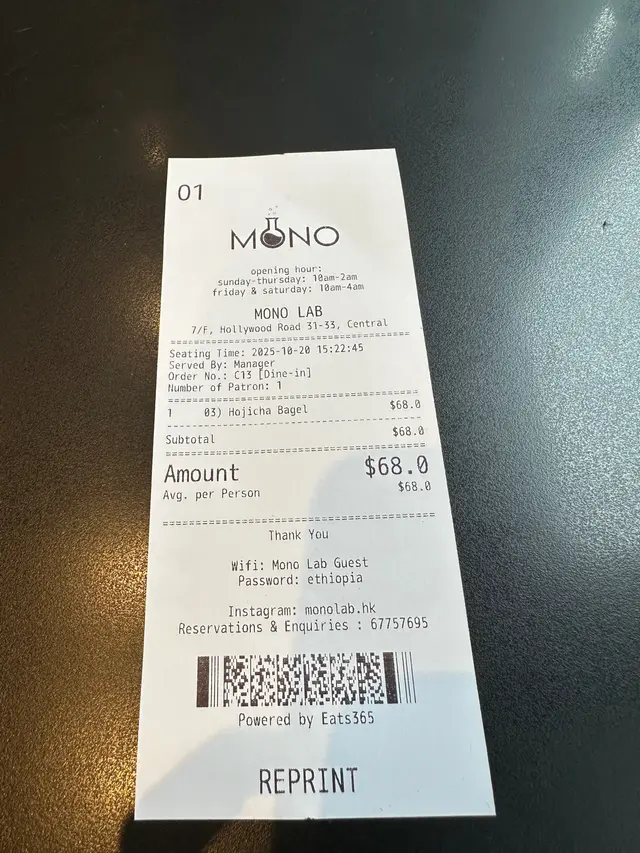 01
MONO
opening hour:
sunday-thursday: 10am-2am
friday & saturday: 10am-4am
MONO LAB
7/F, Hollywood Road 31-33, Central
================================================
Seating Time: 2025-10-20 15:22:45
Served By: Manager
Order No.: C13 [Dine-in]
Number of Patron: 1
================================================
1 03) Hojicha Bagel $68.0
------------------------------------------------
Subtotal $68.0
================================================
Amount $68.0
Avg. per Person $68.0
================================================
Thank You
Wifi: Mono Lab Guest
Password: ethiopia
Instagram: monolab.hk
Reservations & Enquiries : 67757695
Powered by Eats365
REPRINT